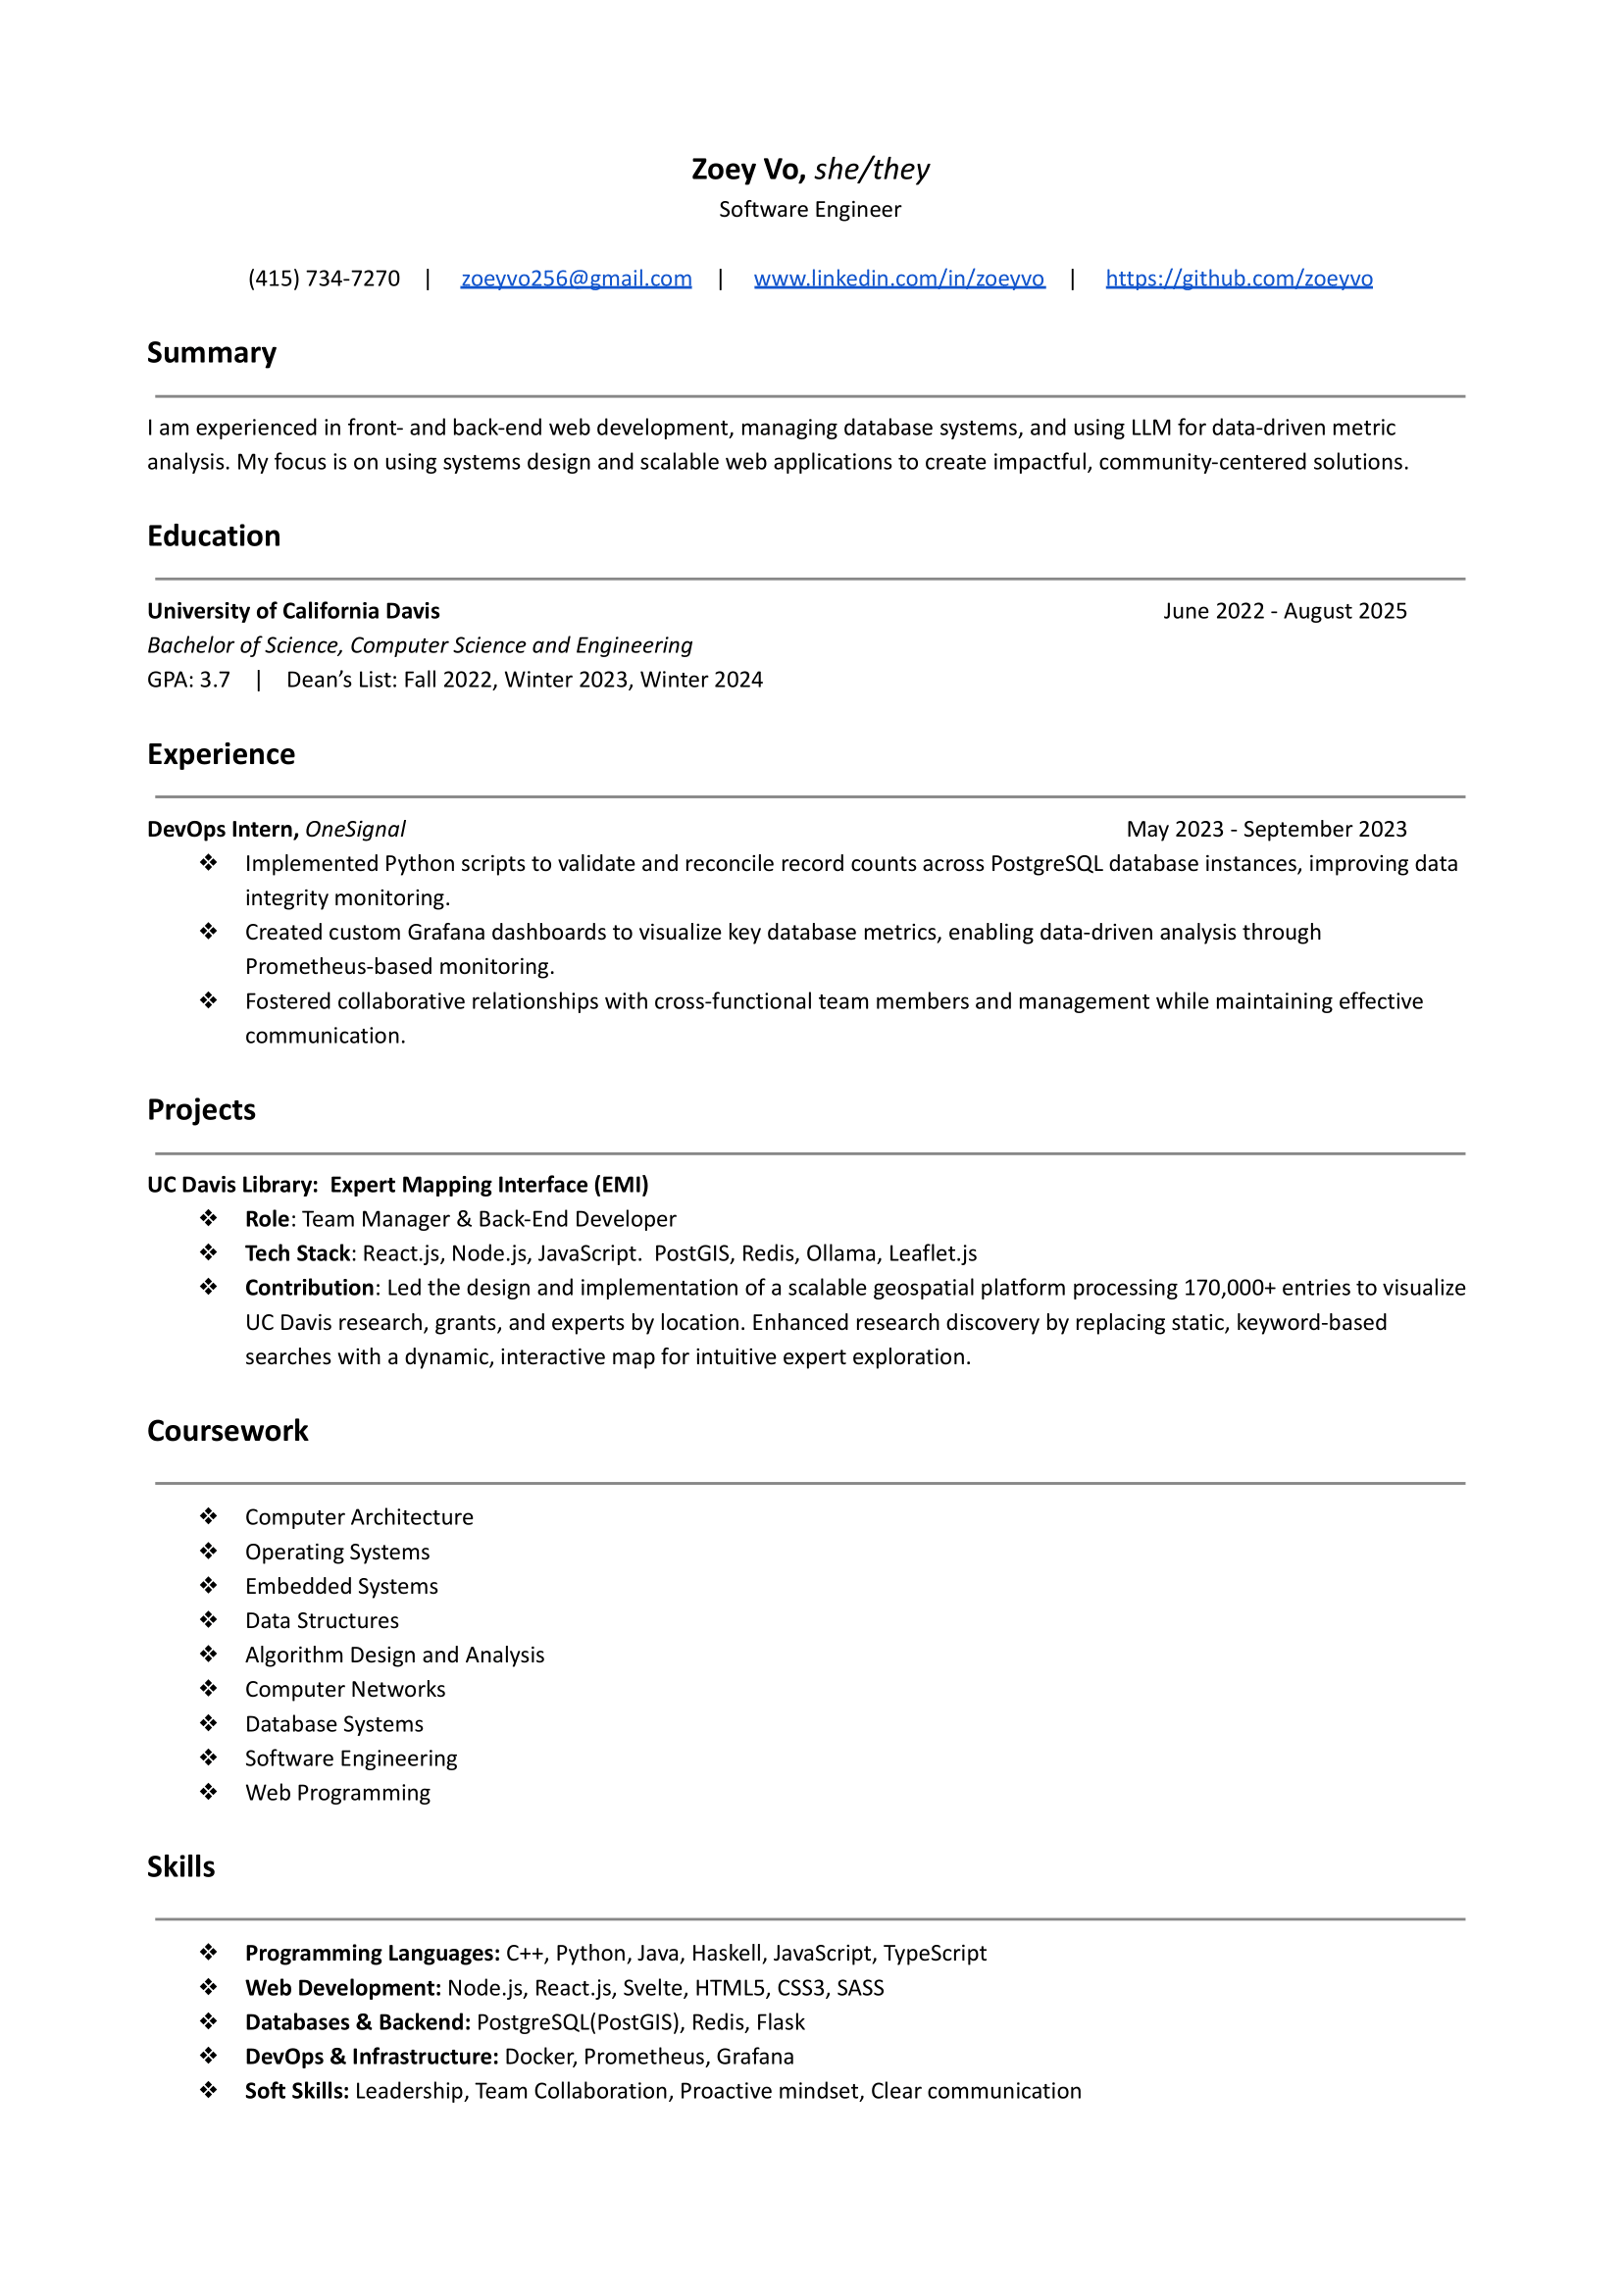 Zoey Vo, she/they
Software Engineer
(415) 734-7270 | zoeyvo256@gmail.com | www.linkedin.com/in/zoeyvo | https://github.com/zoeyvo
Summary
I am experienced in front- and back-end web development, managing database systems, and using LLM for data-driven metric
analysis. My focus is on using systems design and scalable web applications to create impactful, community-centered solutions.
Education
University of California Davis June 2022 - August 2025
Bachelor of Science, Computer Science and Engineering
GPA: 3.7 | Dean’s List: Fall 2022, Winter 2023, Winter 2024
Experience
DevOps Intern, OneSignal May 2023 - September 2023
❖ Implemented Python scripts to validate and reconcile record counts across PostgreSQL database instances, improving data
integrity monitoring.
❖ Created custom Grafana dashboards to visualize key database metrics, enabling data-driven analysis through
Prometheus-based monitoring.
❖ Fostered collaborative relationships with cross-functional team members and management while maintaining effective
communication.
Projects
UC Davis Library: Expert Mapping Interface (EMI)
❖ Role: Team Manager & Back-End Developer
❖ Tech Stack: React.js, Node.js, JavaScript. PostGIS, Redis, Ollama, Leaflet.js
❖ Contribution: Led the design and implementation of a scalable geospatial platform processing 170,000+ entries to visualize
UC Davis research, grants, and experts by location. Enhanced research discovery by replacing static, keyword-based
searches with a dynamic, interactive map for intuitive expert exploration.
Coursework
❖ Computer Architecture
❖ Operating Systems
❖ Embedded Systems
❖ Data Structures
❖ Algorithm Design and Analysis
❖ Computer Networks
❖ Database Systems
❖ Software Engineering
❖ Web Programming
Skills
❖ Programming Languages: C++, Python, Java, Haskell, JavaScript, TypeScript
❖ Web Development: Node.js, React.js, Svelte, HTML5, CSS3, SASS
❖ Databases & Backend: PostgreSQL(PostGIS), Redis, Flask
❖ DevOps & Infrastructure: Docker, Prometheus, Grafana
❖ Soft Skills: Leadership, Team Collaboration, Proactive mindset, Clear communication